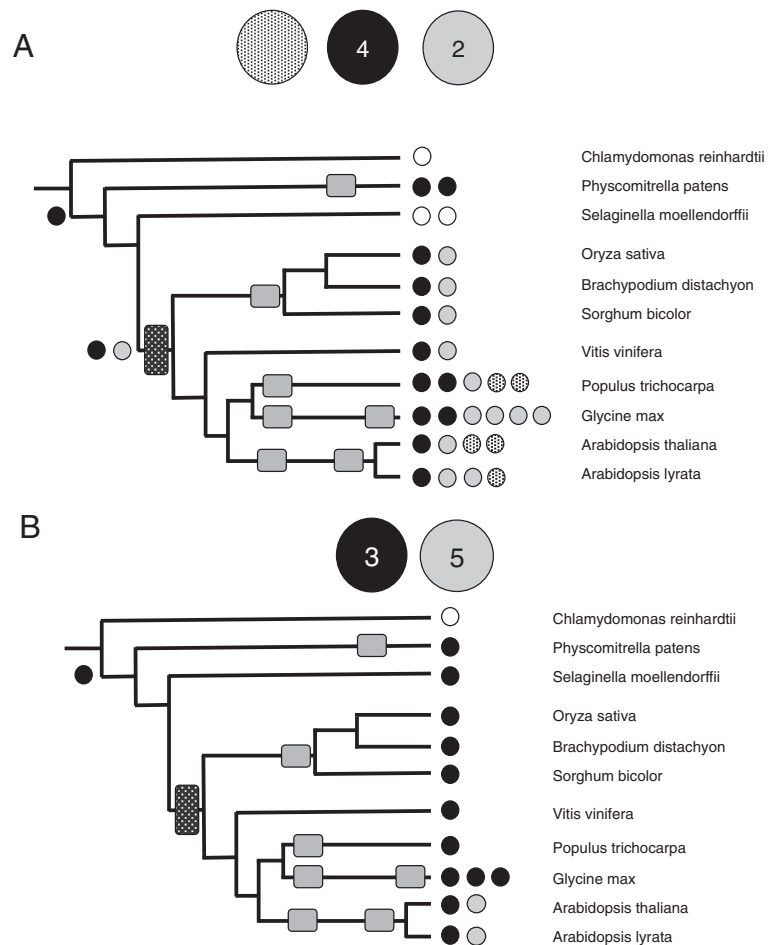 A
4 2
Chlamydomonas reinhardtii
Physcomitrella patens
Selaginella moellendorffii
Oryza sativa
Brachypodium distachyon
Sorghum bicolor
Vitis vinifera
Populus trichocarpa
Glycine max
Arabidopsis thaliana
Arabidopsis lyrata
B
3 5
Chlamydomonas reinhardtii
Physcomitrella patens
Selaginella moellendorffii
Oryza sativa
Brachypodium distachyon
Sorghum bicolor
Vitis vinifera
Populus trichocarpa
Glycine max
Arabidopsis thaliana
Arabidopsis lyrata